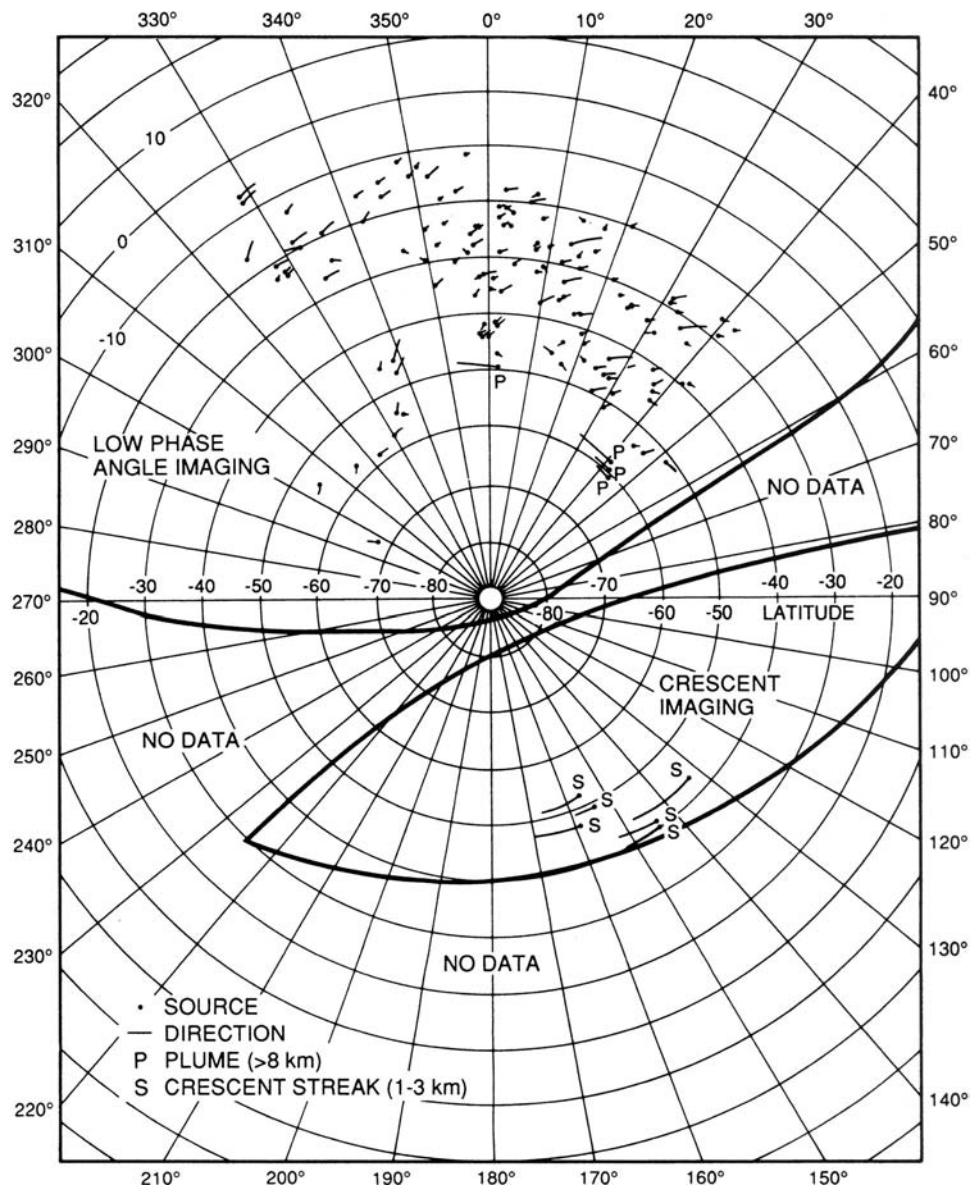 330° 340° 350° 0° 10° 20° 30°
320° 40°
10
310° 0 50°
-10
300° 60°
P
290° LOW PHASE 70°
ANGLE IMAGING P
P
P NO DATA
280° 80°
-30 -40 -50 -60 -70 -80 -70 -40 -30 -20
270° 90°
-20 -80 -60 -50 LATITUDE
260° CRESCENT 100°
IMAGING
NO DATA
250° 110°
S S
S
S
S S
240° 120°
230° NO DATA 130°
• SOURCE
— DIRECTION
P PLUME (>8 km)
S CRESCENT STREAK (1-3 km)
220° 140°
210° 200° 190° 180° 170° 160° 150°